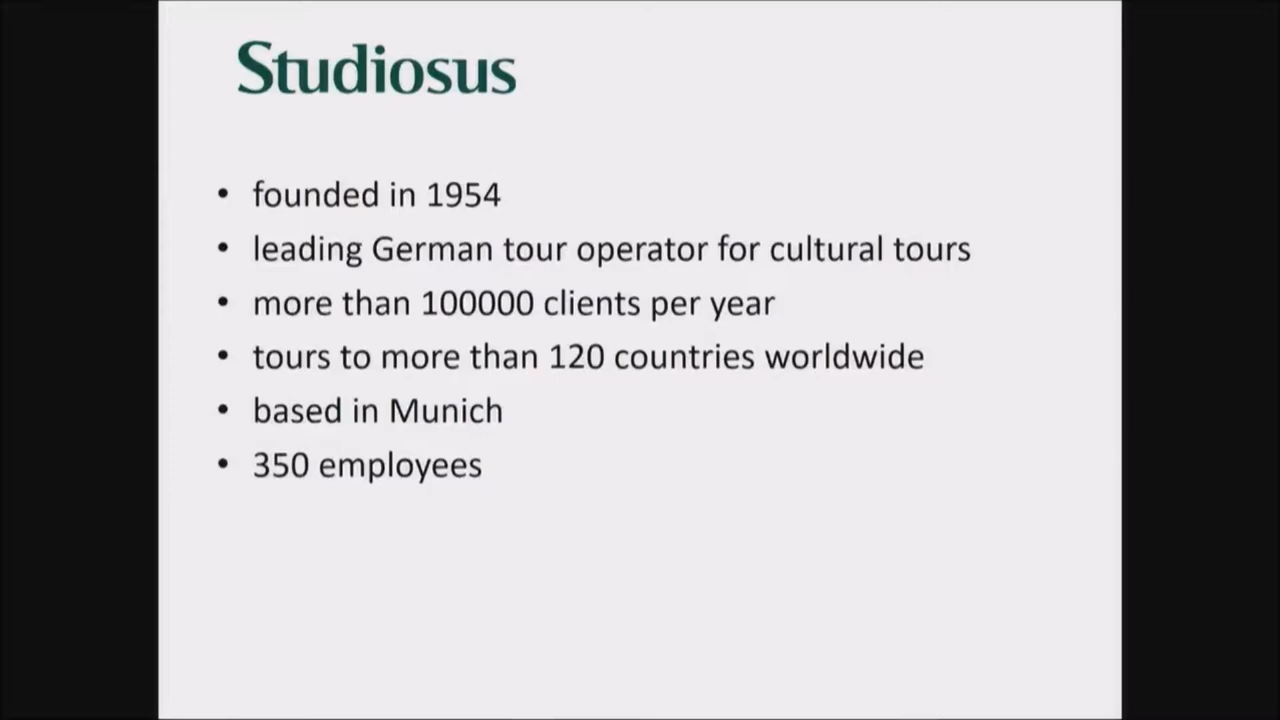 Studiosus
• founded in 1954
• leading German tour operator for cultural tours
• more than 100000 clients per year
• tours to more than 120 countries worldwide
• based in Munich
• 350 employees